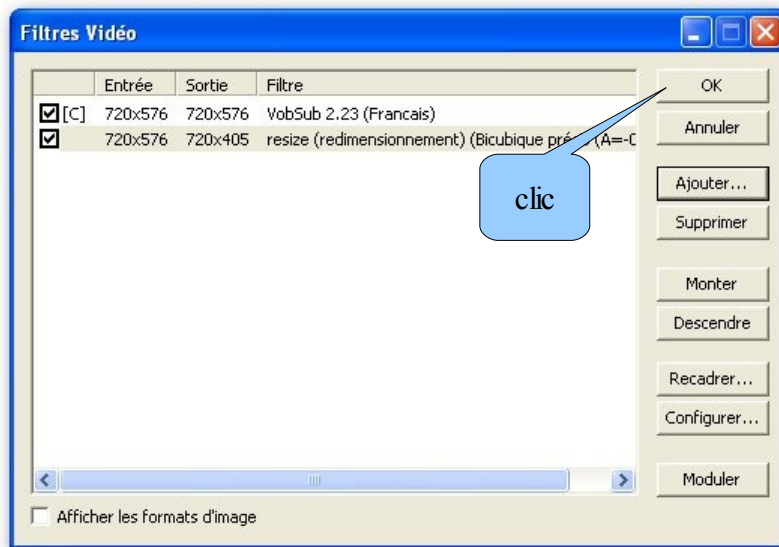 Filtres Vidéo
Entrée Sortie Filtre
OK
[C] 720x576 720x576 VobSub 2.23 (Francais)
720x576 720x405 resize (redimensionnement) (Bicubique (A=-0
Annuler
clic
Ajouter...
Supprimer
Monter
Descendre
Recadrer...
Configurer...
Moduler
Afficher les formats d'image